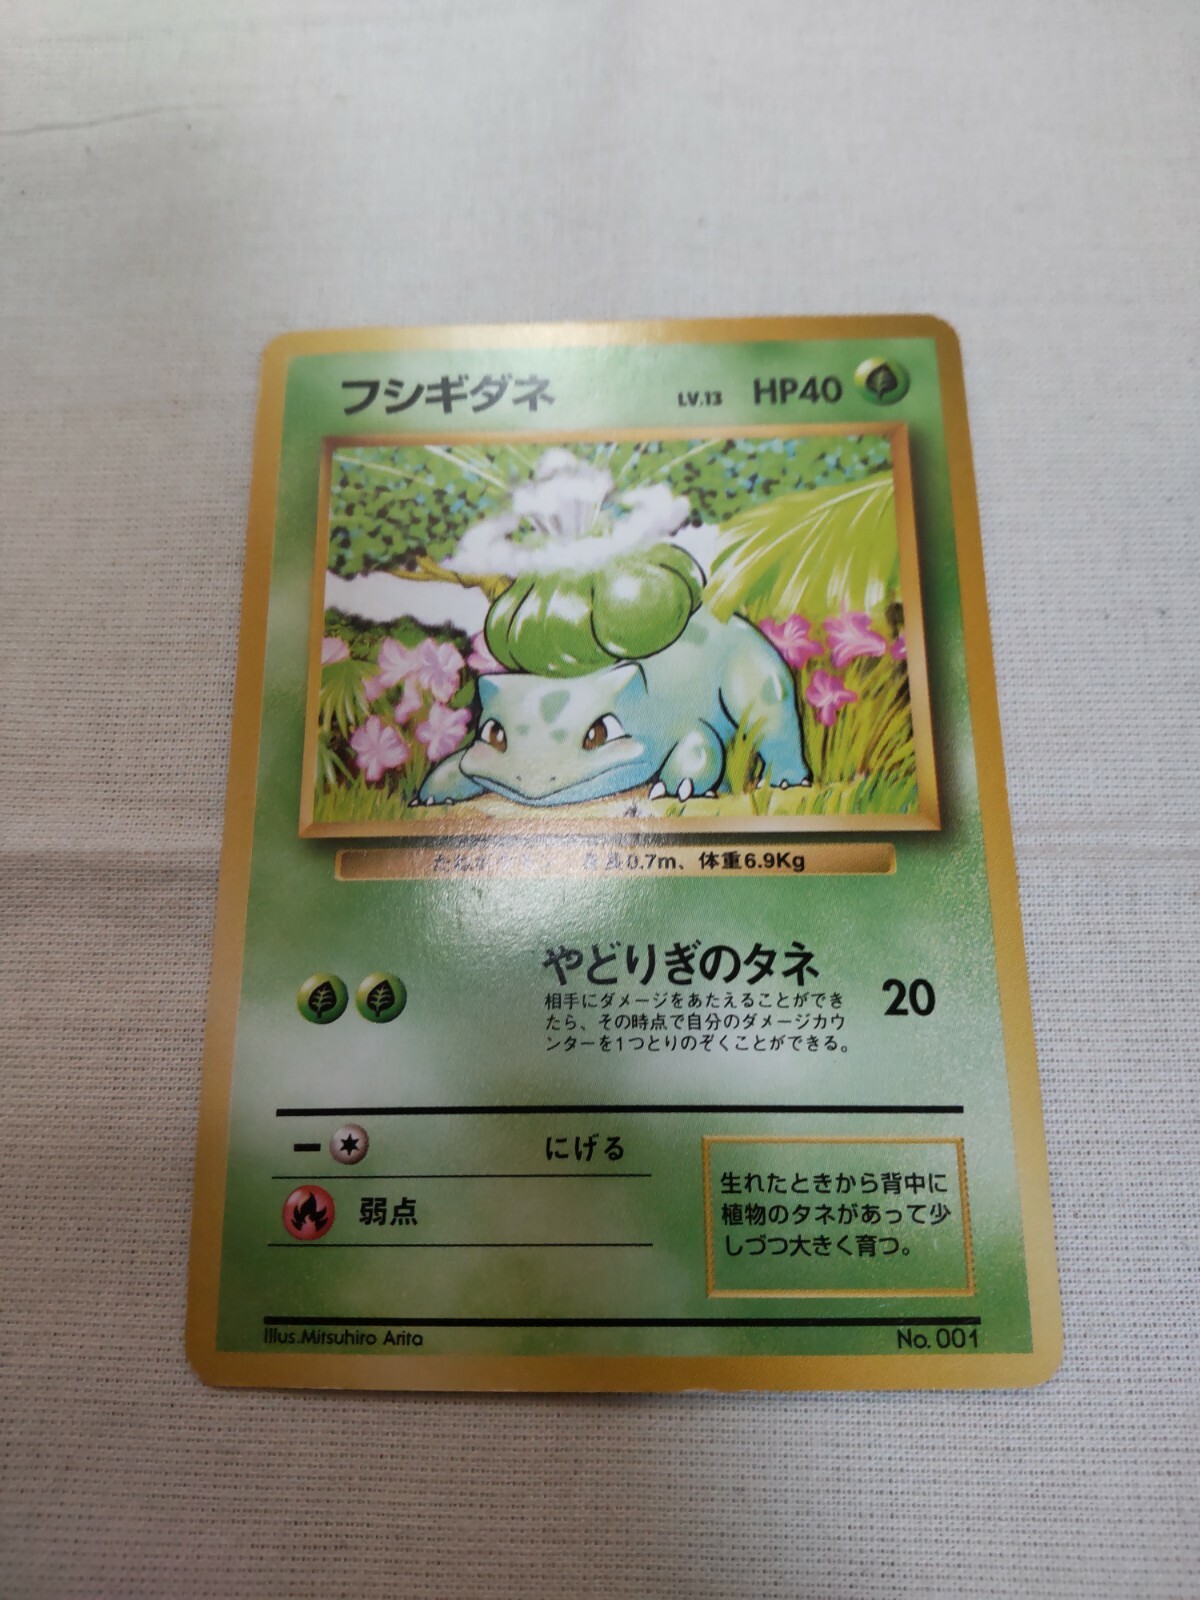 フシギダネ LV.13 HP40
0.7m、体重6.9Kg
やどりぎのタネ 20
相手にダメージをあたえることができ
たら、その時点で自分のダメージカウ
ンターを1つとりのぞくことができる。
にげる
弱点
生れたときから背中に
植物のタネがあって少
しづつ大きく育つ。
Illus.Mitsuhiro Arita No.001